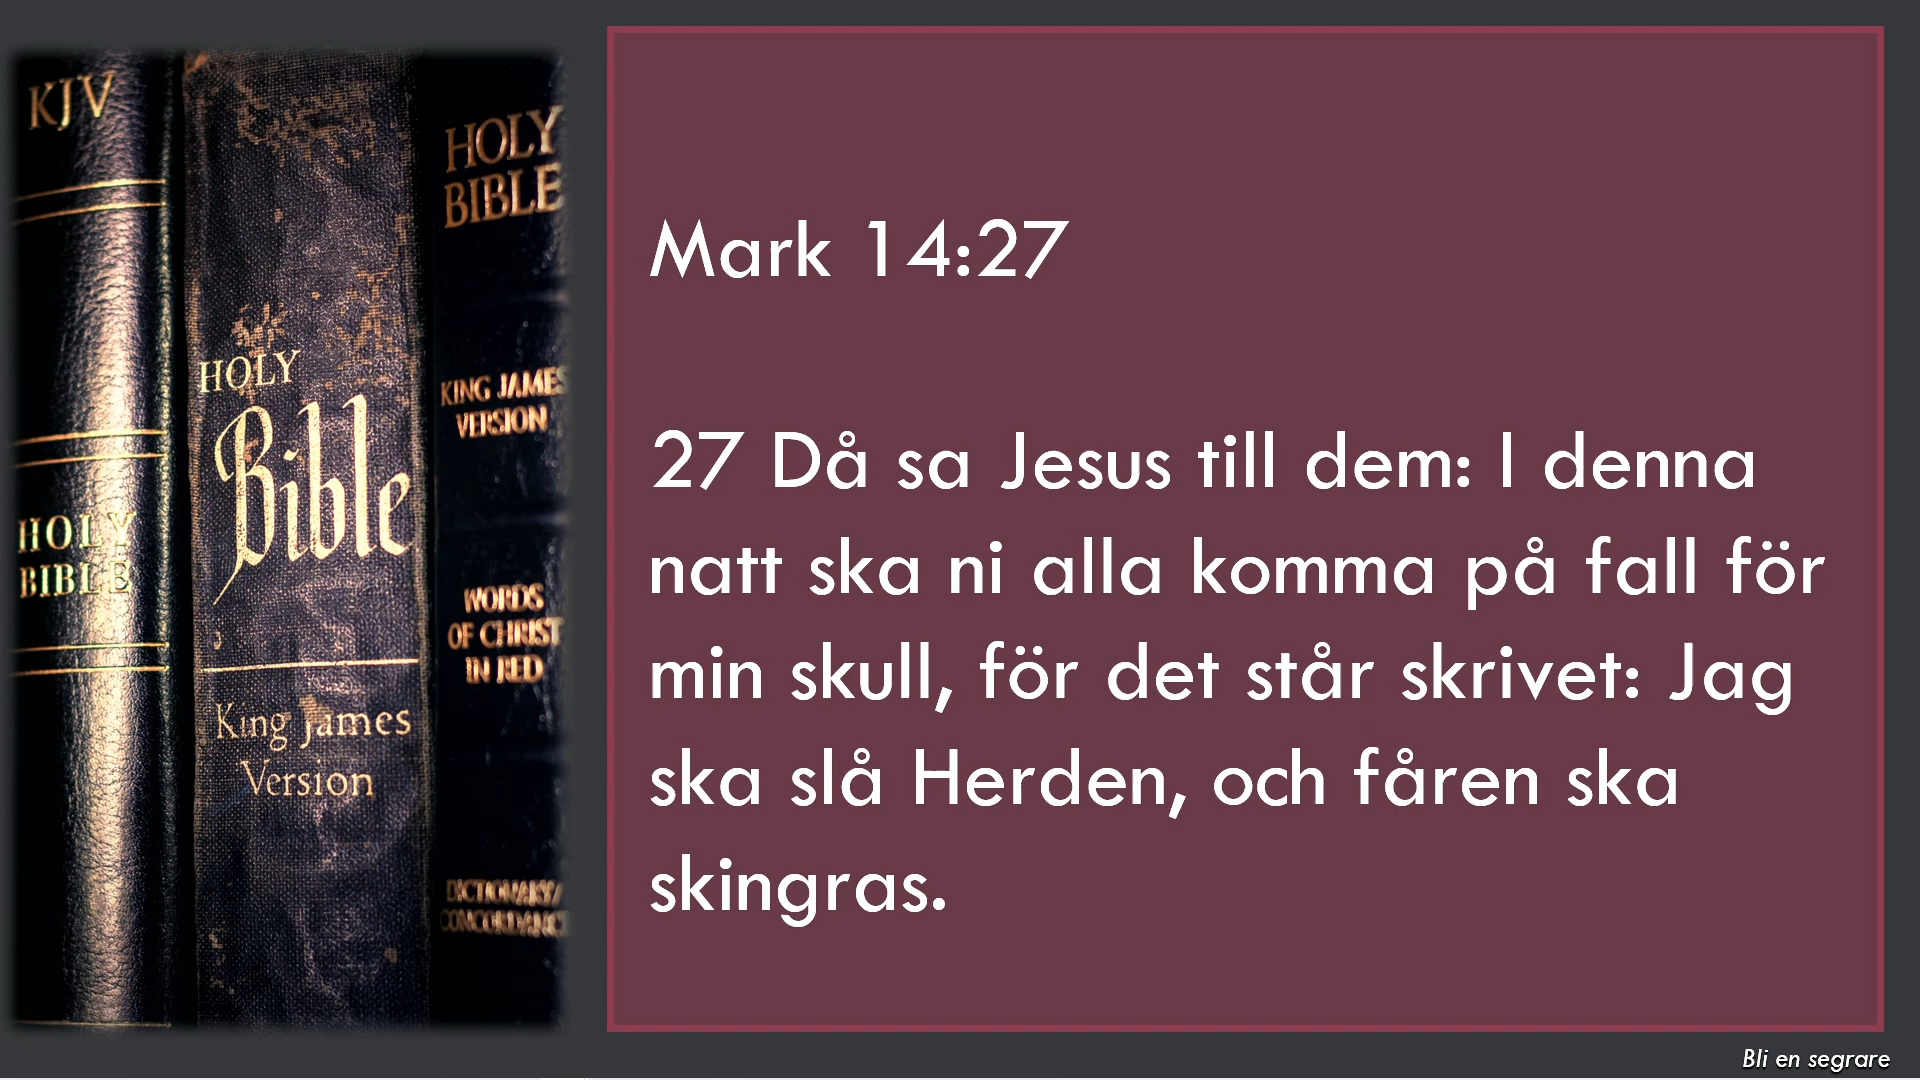 KJV
HOLY
BIBLE
HOLY
Bible
King James
Version
HOLY
BIBLE
KING JAMES
VERSION
WORDS
OF CHRIST
IN RED
DICTIONARY/
CONCORDANCE
Mark 14:27
27 Då sa Jesus till dem: I denna
natt ska ni alla komma på fall för
min skull, för det står skrivet: Jag
ska slå Herden, och fåren ska
skingras.
Bli en segrare